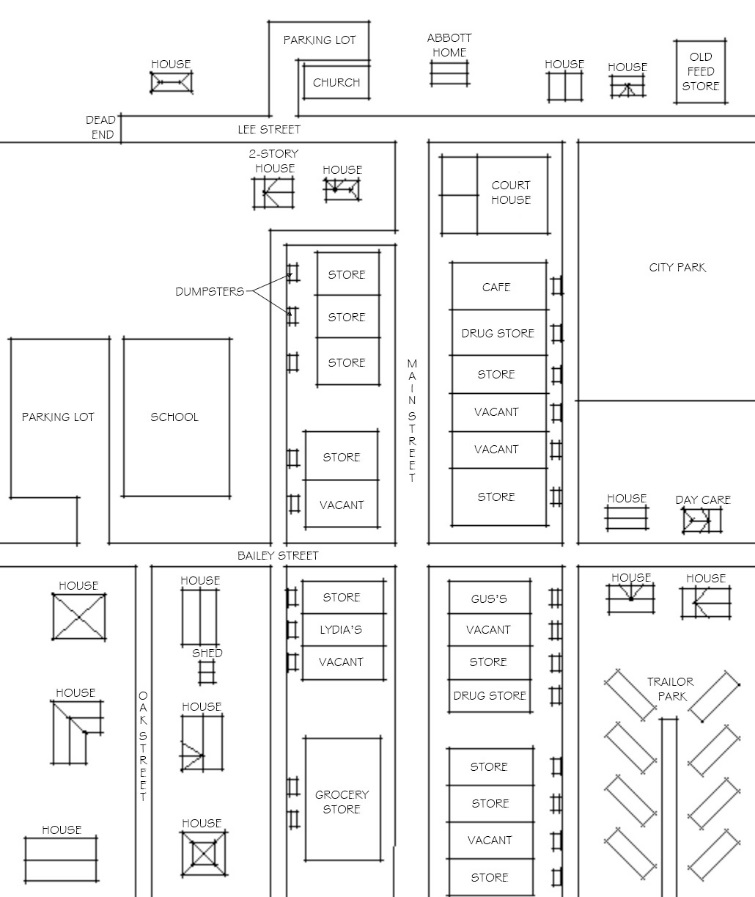 PARKING LOT
ABBOTT
HOME
HOUSE
HOUSE
HOUSE
OLD
FEED
STORE
CHURCH
DEAD
END
LEE STREET
2-STORY
HOUSE
HOUSE
COURT
HOUSE
CITY PARK
DUMPSTERS
STORE
CAFE
STORE
DRUG STORE
STORE
STORE
MAIN STREET
VACANT
PARKING LOT
SCHOOL
VACANT
STORE
STORE
VACANT
HOUSE
DAY CARE
BAILEY STREET
HOUSE
HOUSE
HOUSE
HOUSE
STORE
GUS'S
LYDIA'S
VACANT
SHED
VACANT
STORE
HOUSE
HOUSE
OAK STREET
DRUG STORE
TRAILOR
PARK
STORE
GROCERY
STORE
STORE
HOUSE
HOUSE
VACANT
STORE